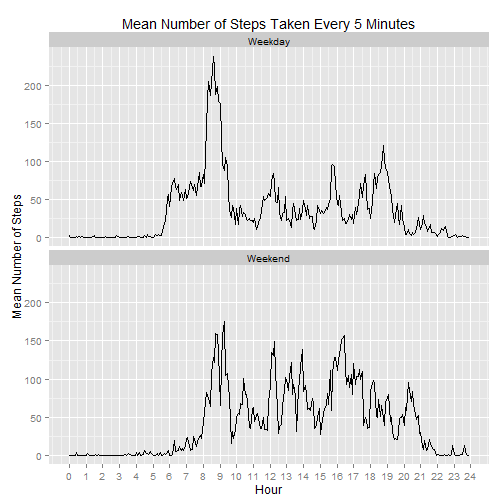 Mean Number of Steps Taken Every 5 Minutes
Weekday
200
150
100
50
0
Mean Number of Steps
Weekend
200
150
100
50
0
0 1 2 3 4 5 6 7 8 9 10 11 12 13 14 15 16 17 18 19 20 21 22 23 24
Hour